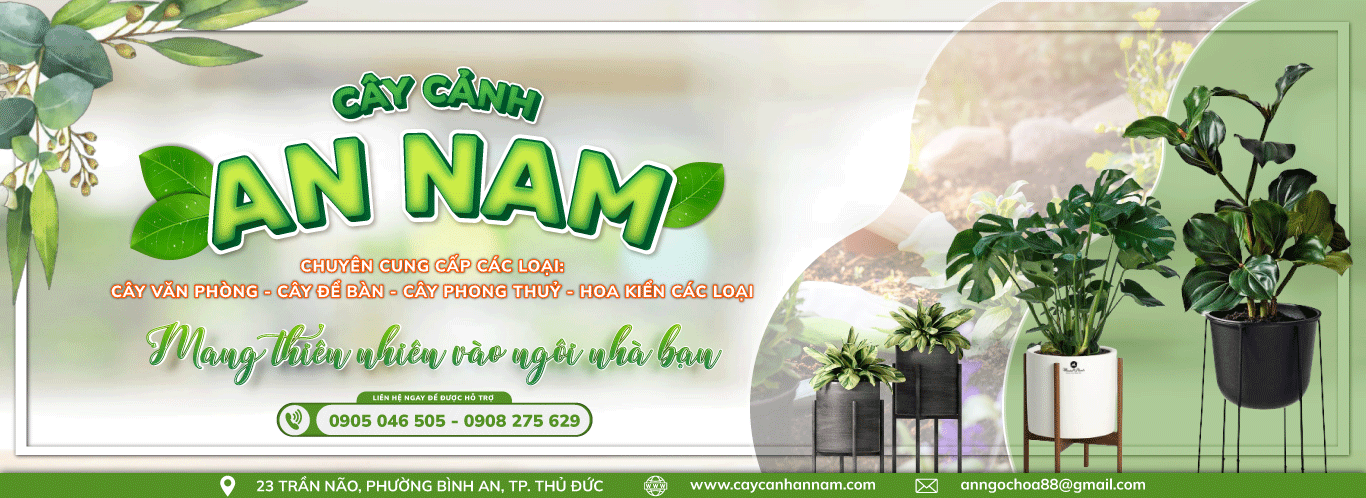 CÂY CẢNH
AN NAM
CHUYÊN CUNG CẤP CÁC LOẠI:
CÂY VĂN PHÒNG - CÂY ĐỂ BÀN - CÂY PHONG THUỶ - HOA KIỂN CÁC LOẠI
Mang thiên nhiên vào ngôi nhà bạn
LIÊN HỆ NGAY ĐỂ ĐƯỢC HỖ TRỢ
0905 046 505 - 0908 275 629
23 TRẦN NÃO, PHƯỜNG BÌNH AN, TP. THỦ ĐỨC
www.caycanhannam.com
anngochoa88@gmail.com